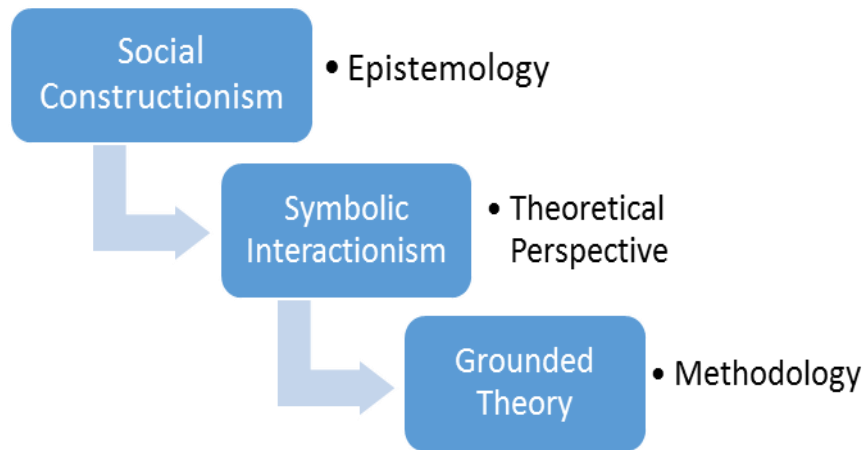 Social
Constructionism
• Epistemology
Symbolic
Interactionism
• Theoretical
Perspective
Grounded
Theory
• Methodology